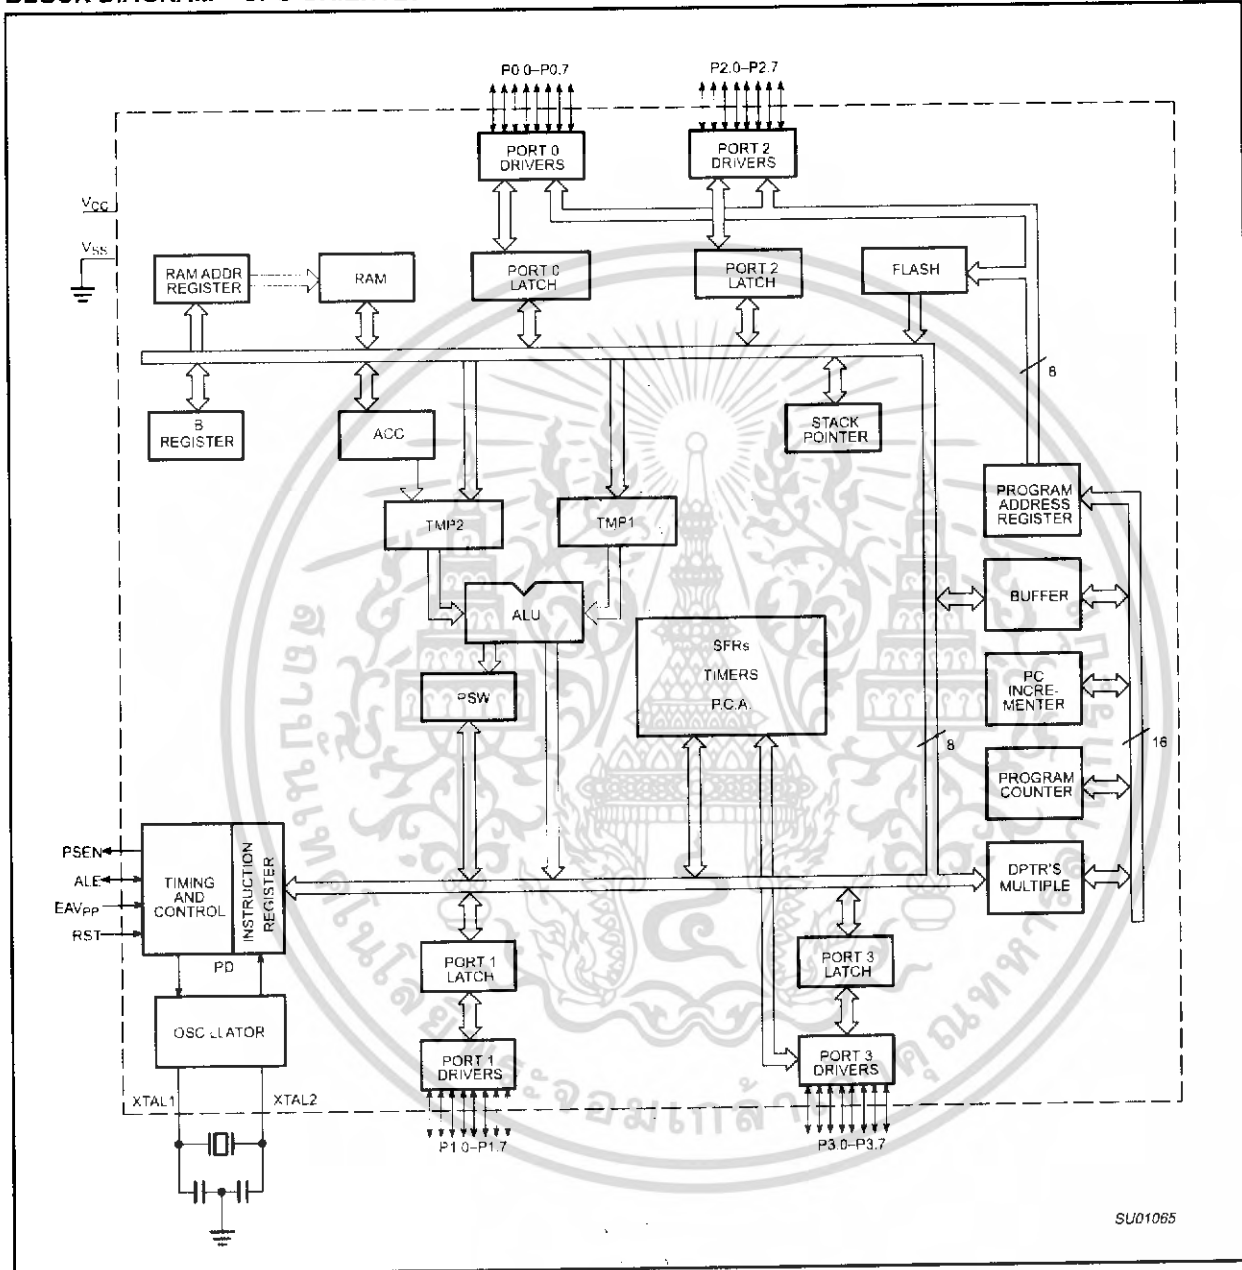 P0.0–P0.7
P2.0–P2.7
PORT 0
DRIVERS
PORT 2
DRIVERS
VCC
VSS
RAM ADDR
REGISTER
RAM
PORT 0
LATCH
PORT 2
LATCH
FLASH
8
B
REGISTER
ACC
STACK
POINTER
PROGRAM
ADDRESS
REGISTER
TMP2
TMP1
BUFFER
ALU
SFRs
TIMERS
P.C.A.
PSW
PC
INCRE-
MENTER
8
16
PROGRAM
COUNTER
PSEN
ALE
EAVPP
RST
TIMING
AND
CONTROL
INSTRUCTION
REGISTER
DPTR'S
MULTIPLE
PD
PORT 1
LATCH
PORT 3
LATCH
OSCILLATOR
PORT 1
DRIVERS
PORT 3
DRIVERS
XTAL1
XTAL2
P1.0–P1.7
P3.0–P3.7
SU01065